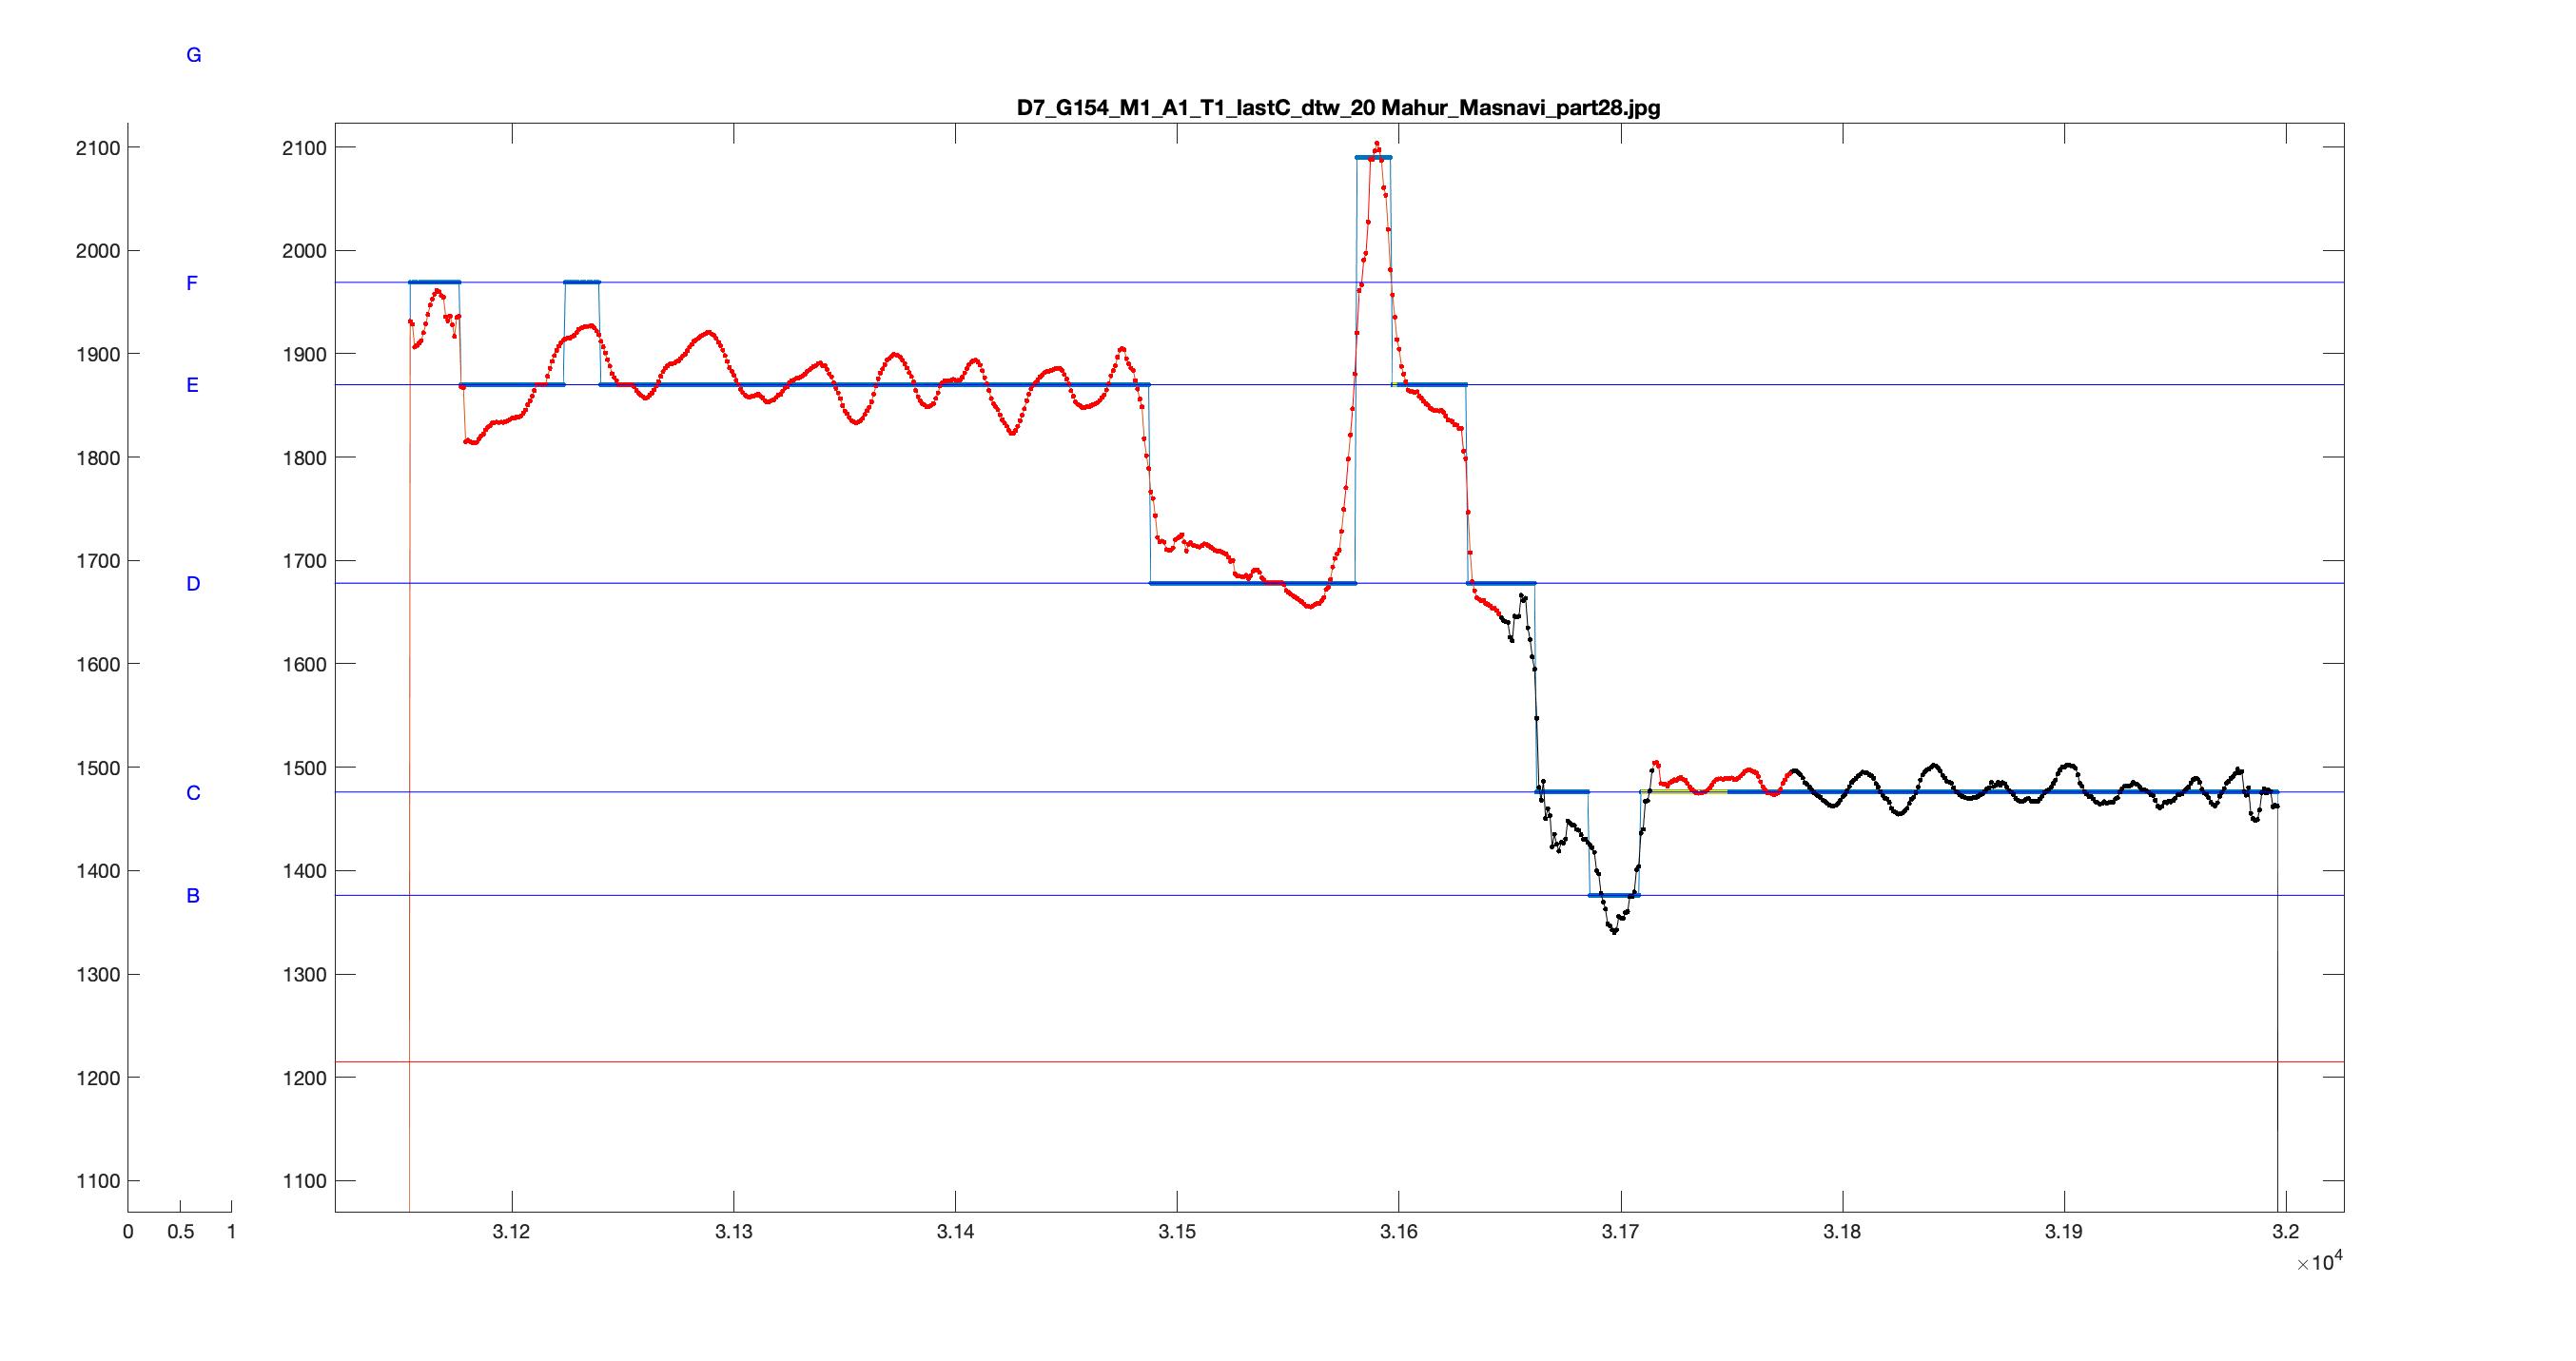 G
D7_G154_M1_A1_T1_lastC_dtw_20 Mahur_Masnavi_part28.jpg
2100 2100
2000 2000
F
1900 1900
E
1800 1800
1700 1700
D
1600 1600
1500 1500
C
1400 1400
B
1300 1300
1200 1200
1100 1100
0 0.5 1 3.12 3.13 3.14 3.15 3.16 3.17 3.18 3.19 3.2
×10⁴